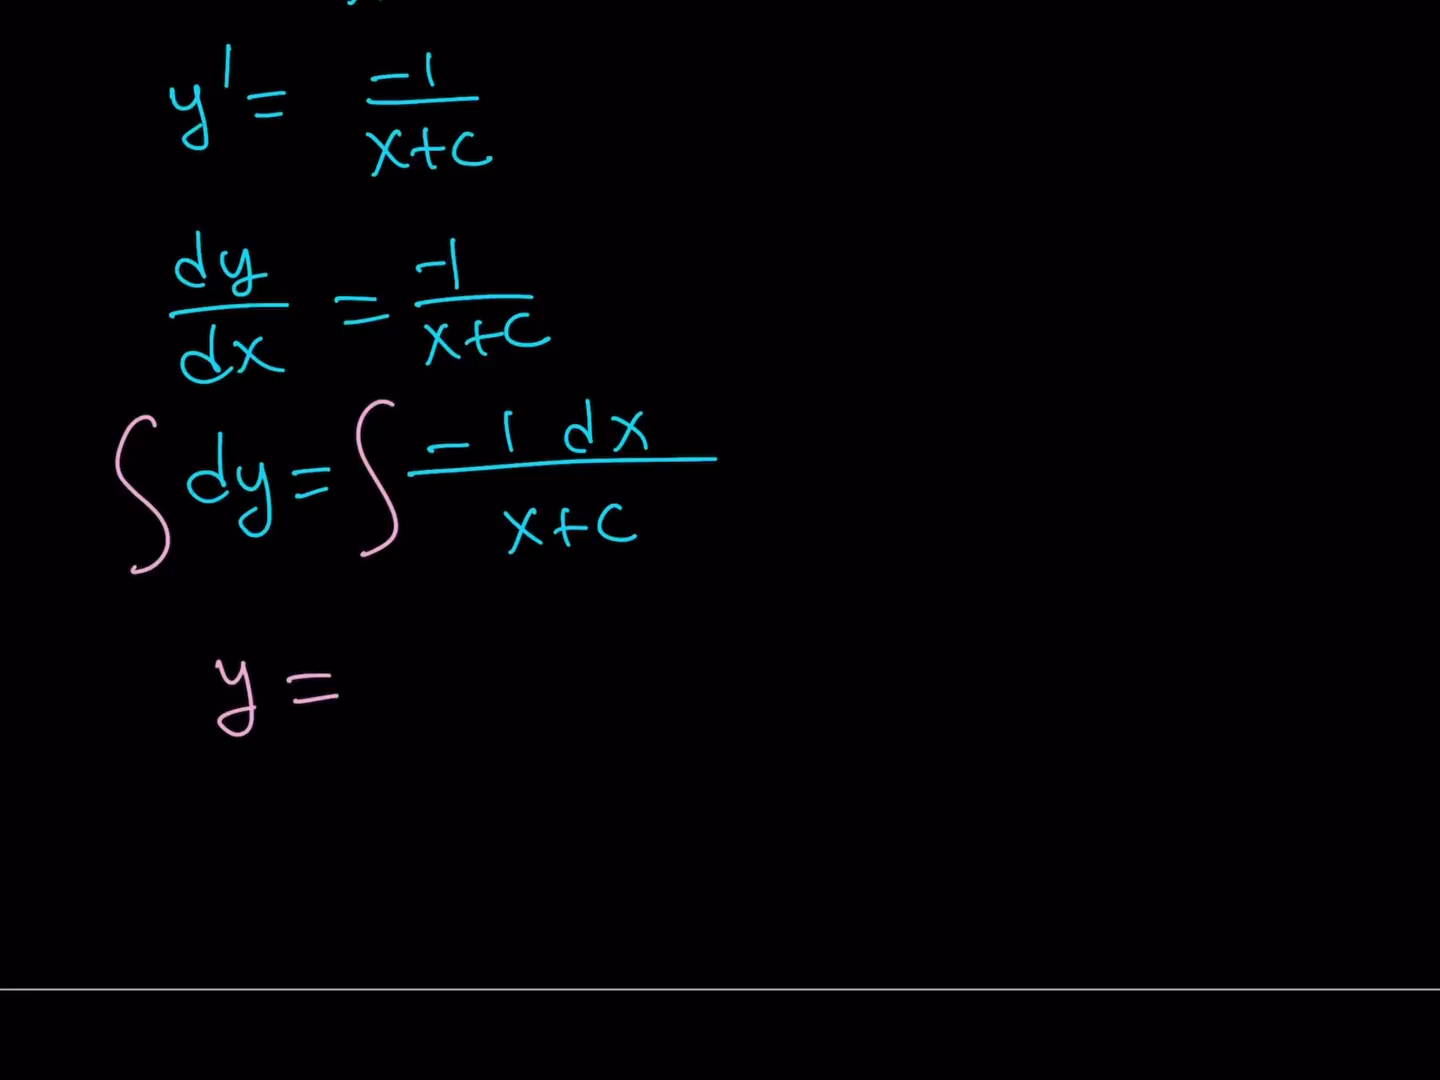 y' = -1/(x+c)
dy/dx = -1/(x+c)
∫ dy = ∫ -1 dx/(x+c)
y =